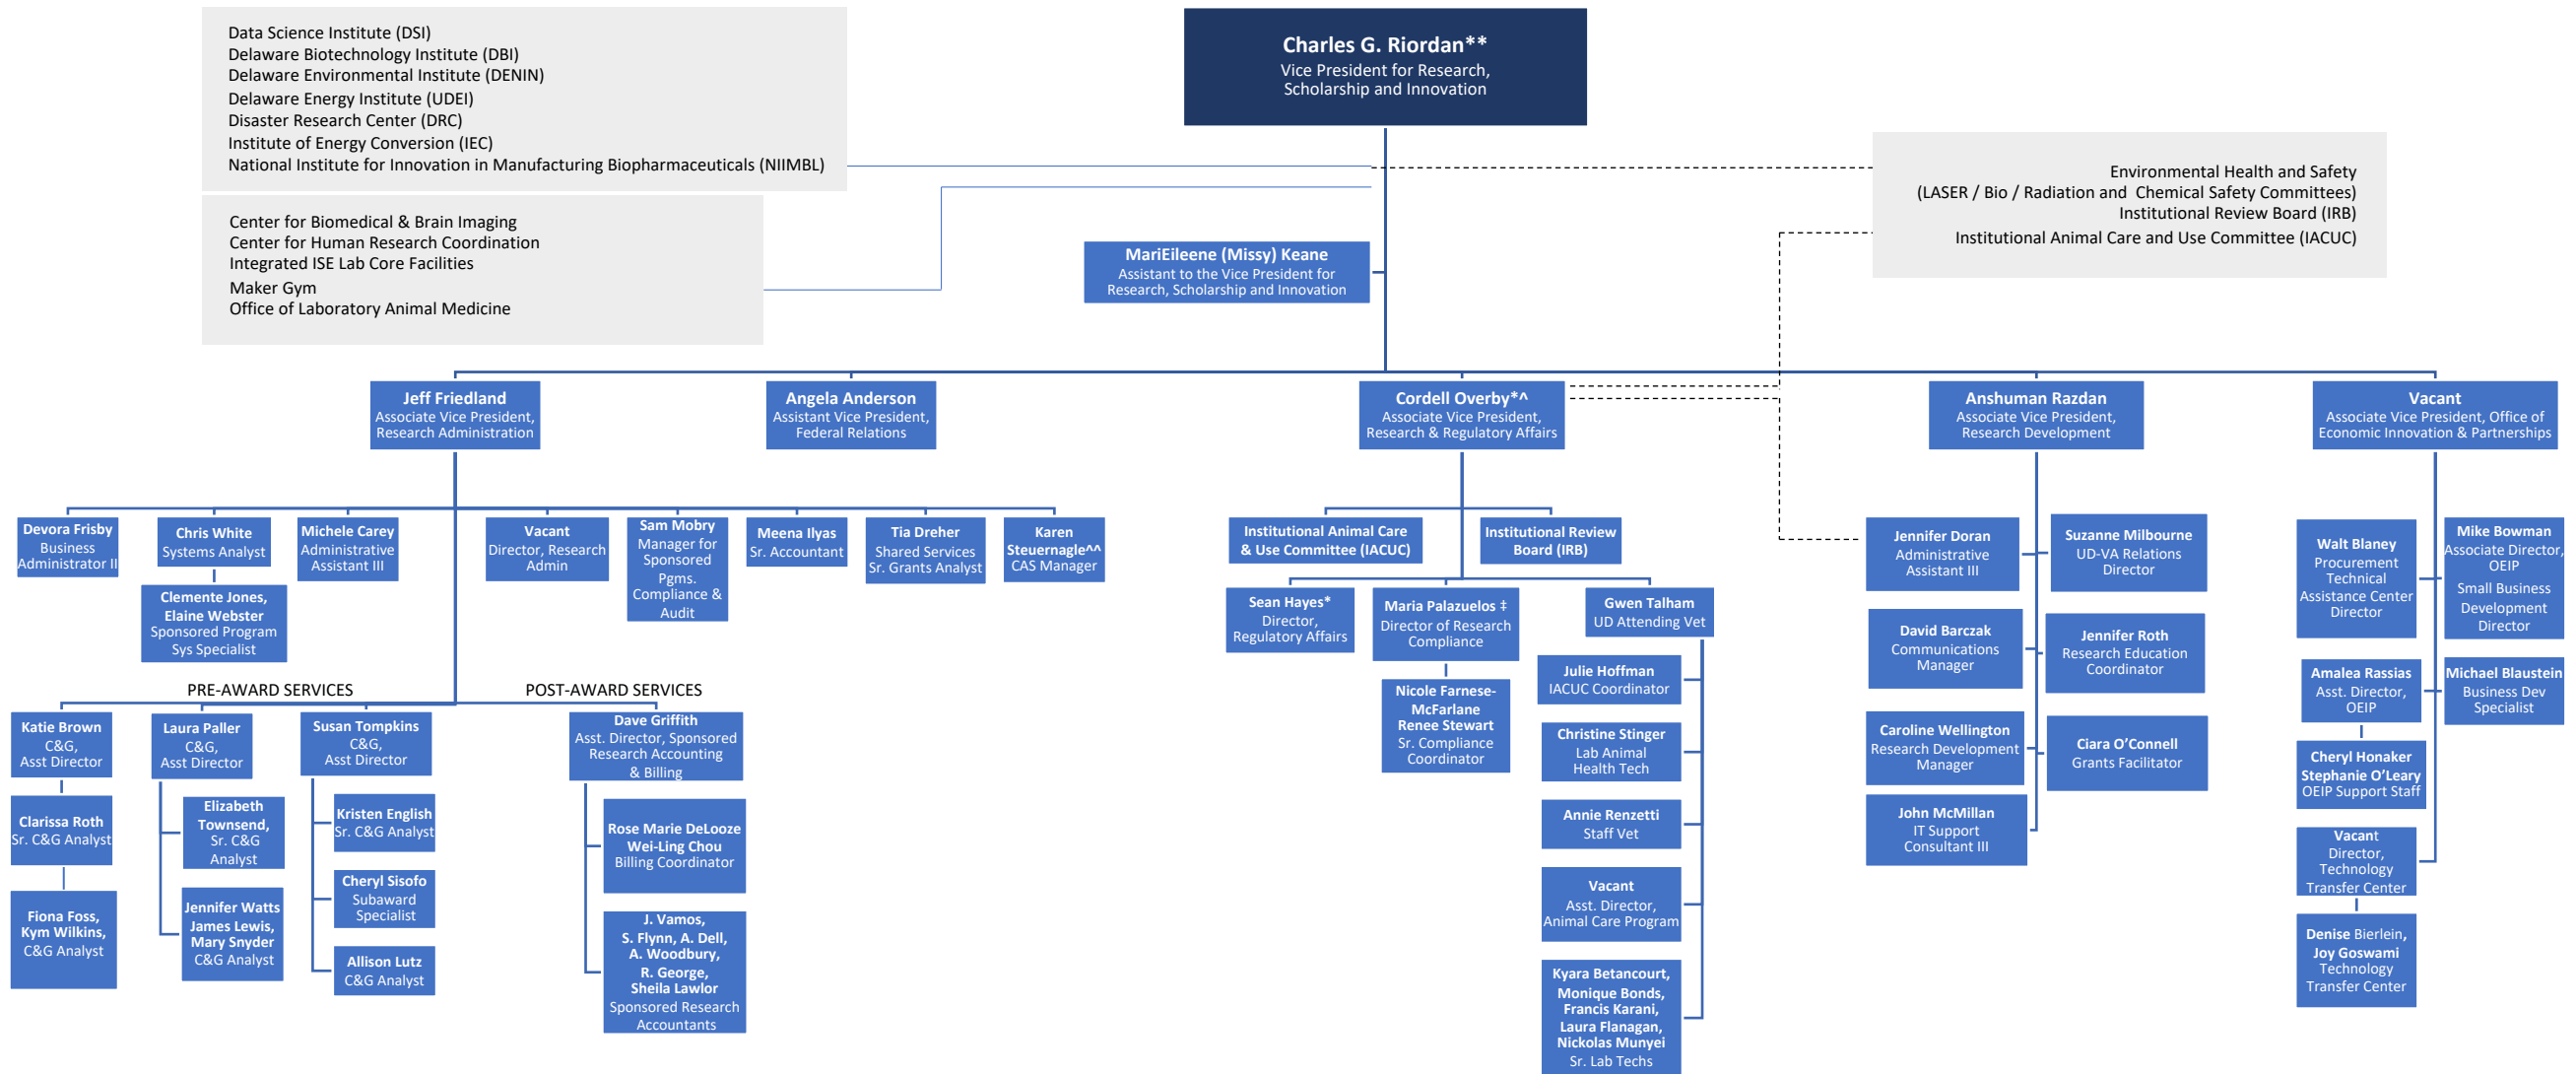 Data Science Institute (DSI)
Delaware Biotechnology Institute (DBI)
Delaware Environmental Institute (DENIN)
Delaware Energy Institute (UDEI)
Disaster Research Center (DRC)
Institute of Energy Conversion (IEC)
National Institute for Innovation in Manufacturing Biopharmaceuticals (NIIMBL)
Charles G. Riordan**
Vice President for Research,
Scholarship and Innovation
Environmental Health and Safety
(LASER / Bio / Radiation and  Chemical Safety Committees)
Institutional Review Board (IRB)
Institutional Animal Care and Use Committee (IACUC)
Center for Biomedical & Brain Imaging
Center for Human Research Coordination
Integrated ISE Lab Core Facilities
Maker Gym
Office of Laboratory Animal Medicine
MariEileene (Missy) Keane
Assistant to the Vice President for
Research, Scholarship and Innovation
Jeff Friedland
Associate Vice President,
Research Administration
Angela Anderson
Assistant Vice President,
Federal Relations
Cordell Overby*^
Associate Vice President,
Research & Regulatory Affairs
Anshuman Razdan
Associate Vice President,
Research Development
Vacant
Associate Vice President, Office of
Economic Innovation & Partnerships
Devora Frisby
Business
Administrator II
Chris White
Systems Analyst
Clemente Jones,
Elaine Webster
Sponsored Program
Sys Specialist
Michele Carey
Administrative
Assistant III
Vacant
Director, Research
Admin
Sam Mobry
Manager for
Sponsored
Pgms.
Compliance &
Audit
Meena Ilyas
Sr. Accountant
Tia Dreher
Shared Services
Sr. Grants Analyst
Karen
Steuernagle^^
CAS Manager
PRE-AWARD SERVICES
POST-AWARD SERVICES
Katie Brown
C&G,
Asst Director
Clarissa Roth
Sr. C&G Analyst
Fiona Foss,
Kym Wilkins,
C&G Analyst
Laura Paller
C&G,
Asst Director
Elizabeth
Townsend,
Sr. C&G
Analyst
Jennifer Watts
James Lewis,
Mary Snyder
C&G Analyst
Susan Tompkins
C&G,
Asst Director
Kristen English
Sr. C&G Analyst
Cheryl Sisofo
Subaward
Specialist
Allison Lutz
C&G Analyst
Dave Griffith
Asst. Director, Sponsored
Research Accounting
& Billing
Rose Marie DeLooze
Wei-Ling Chou
Billing Coordinator
J. Vamos,
S. Flynn, A. Dell,
A. Woodbury,
R. George,
Sheila Lawlor
Sponsored Research
Accountants
Institutional Animal Care
& Use Committee (IACUC)
Institutional Review
Board (IRB)
Sean Hayes*
Director,
Regulatory Affairs
Maria Palazuelos ‡
Director of Research
Compliance
Nicole Farnese-
McFarlane
Renee Stewart
Sr. Compliance
Coordinator
Gwen Talham
UD Attending Vet
Julie Hoffman
IACUC Coordinator
Christine Stinger
Lab Animal
Health Tech
Annie Renzetti
Staff Vet
Vacant
Asst. Director,
Animal Care Program
Kyara Betancourt,
Monique Bonds,
Francis Karani,
Laura Flanagan,
Nickolas Munyei
Sr. Lab Techs
Jennifer Doran
Administrative
Assistant III
Suzanne Milbourne
UD-VA Relations
Director
David Barczak
Communications
Manager
Jennifer Roth
Research Education
Coordinator
Caroline Wellington
Research Development
Manager
Ciara O’Connell
Grants Facilitator
John McMillan
IT Support
Consultant III
Walt Blaney
Procurement
Technical
Assistance Center
Director
Mike Bowman
Associate Director,
OEIP
Small Business
Development
Director
Amalea Rassias
Asst. Director,
OEIP
Michael Blaustein
Business Dev
Specialist
Cheryl Honaker
Stephanie O’Leary
OEIP Support Staff
Vacant
Director,
Technology
Transfer Center
Denise Bierlein,
Joy Goswami
Technology
Transfer Center